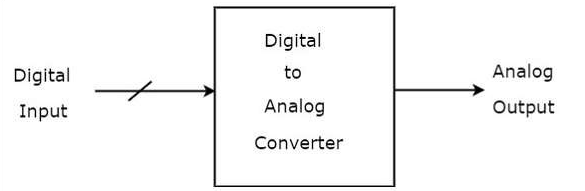 Digital
Input
Digital
to
Analog
Converter
Analog
Output